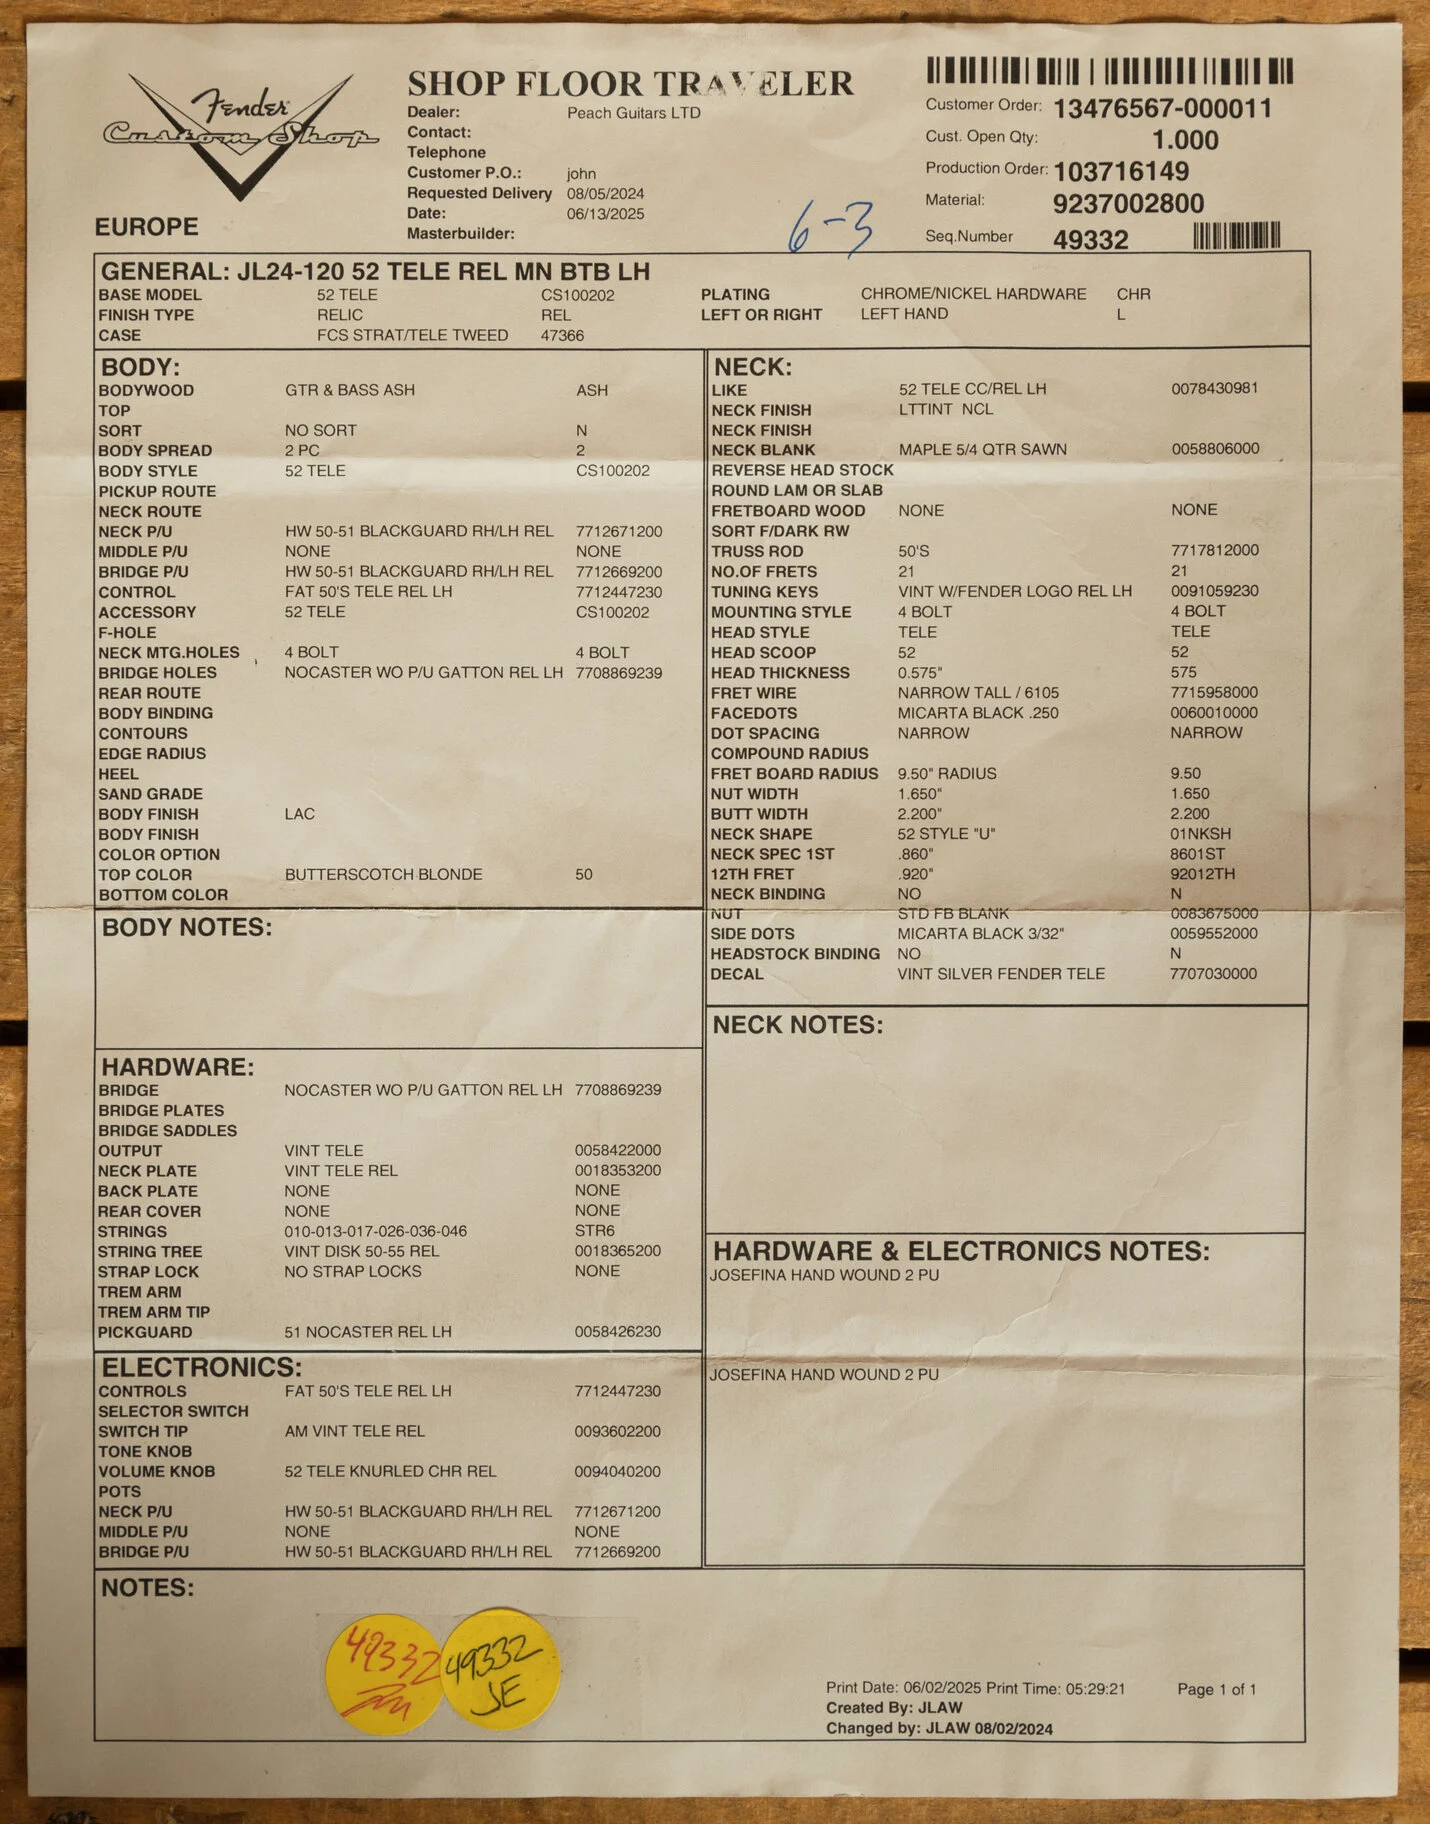 Fender
Custom Shop
EUROPE
SHOP FLOOR TRAVELER
Dealer: Peach Guitars LTD
Contact:
Telephone
Customer P.O.: john
Requested Delivery 08/05/2024
Date: 06/13/2025
Masterbuilder:
6-3
Customer Order: 13476567-000011
Cust. Open Qty: 1.000
Production Order: 103716149
Material: 9237002800
Seq.Number 49332
GENERAL: JL24-120 52 TELE REL MN BTB LH
BASE MODEL 52 TELE CS100202 PLATING CHROME/NICKEL HARDWARE CHR
FINISH TYPE RELIC REL LEFT OR RIGHT LEFT HAND L
CASE FCS STRAT/TELE TWEED 47366
BODY:
BODYWOOD GTR & BASS ASH ASH
TOP
SORT NO SORT N
BODY SPREAD 2 PC 2
BODY STYLE 52 TELE CS100202
PICKUP ROUTE
NECK ROUTE
NECK P/U HW 50-51 BLACKGUARD RH/LH REL 7712671200
MIDDLE P/U NONE NONE
BRIDGE P/U HW 50-51 BLACKGUARD RH/LH REL 7712669200
CONTROL FAT 50'S TELE REL LH 7712447230
ACCESSORY 52 TELE CS100202
F-HOLE
NECK MTG.HOLES 4 BOLT 4 BOLT
BRIDGE HOLES NOCASTER WO P/U GATTON REL LH 7708869239
REAR ROUTE
BODY BINDING
CONTOURS
EDGE RADIUS
HEEL
SAND GRADE
BODY FINISH LAC
BODY FINISH
COLOR OPTION
TOP COLOR BUTTERSCOTCH BLONDE 50
BOTTOM COLOR
BODY NOTES:
HARDWARE:
BRIDGE NOCASTER WO P/U GATTON REL LH 7708869239
BRIDGE PLATES
BRIDGE SADDLES
OUTPUT VINT TELE 0058422000
NECK PLATE VINT TELE REL 0018353200
BACK PLATE NONE NONE
REAR COVER NONE NONE
STRINGS 010-013-017-026-036-046 STR6
STRING TREE VINT DISK 50-55 REL 0018365200
STRAP LOCK NO STRAP LOCKS NONE
TREM ARM
TREM ARM TIP
PICKGUARD 51 NOCASTER REL LH 0058426230
ELECTRONICS:
CONTROLS FAT 50'S TELE REL LH 7712447230
SELECTOR SWITCH
SWITCH TIP AM VINT TELE REL 0093602200
TONE KNOB
VOLUME KNOB 52 TELE KNURLED CHR REL 0094040200
POTS
NECK P/U HW 50-51 BLACKGUARD RH/LH REL 7712671200
MIDDLE P/U NONE NONE
BRIDGE P/U HW 50-51 BLACKGUARD RH/LH REL 7712669200
NECK:
LIKE 52 TELE CC/REL LH 0078430981
NECK FINISH LTTINT NCL
NECK FINISH
NECK BLANK MAPLE 5/4 QTR SAWN 0058806000
REVERSE HEAD STOCK
ROUND LAM OR SLAB
FRETBOARD WOOD NONE NONE
SORT F/DARK RW
TRUSS ROD 50'S 7717812000
NO.OF FRETS 21 21
TUNING KEYS VINT W/FENDER LOGO REL LH 0091059230
MOUNTING STYLE 4 BOLT 4 BOLT
HEAD STYLE TELE TELE
HEAD SCOOP 52 52
HEAD THICKNESS 0.575" 575
FRET WIRE NARROW TALL / 6105 7715958000
FACEDOTS MICARTA BLACK .250 0060010000
DOT SPACING NARROW NARROW
COMPOUND RADIUS
FRET BOARD RADIUS 9.50" RADIUS 9.50
NUT WIDTH 1.650" 1.650
BUTT WIDTH 2.200" 2.200
NECK SHAPE 52 STYLE "U" 01NKSH
NECK SPEC 1ST .860" 8601ST
12TH FRET .920" 92012TH
NECK BINDING NO N
NUT STD FB BLANK 0083675000
SIDE DOTS MICARTA BLACK 3/32" 0059552000
HEADSTOCK BINDING NO N
DECAL VINT SILVER FENDER TELE 7707030000
NECK NOTES:
HARDWARE & ELECTRONICS NOTES:
JOSEFINA HAND WOUND 2 PU
JOSEFINA HAND WOUND 2 PU
NOTES:
49332
49332
JE
Print Date: 06/02/2025 Print Time: 05:29:21 Page 1 of 1
Created By: JLAW
Changed by: JLAW 08/02/2024